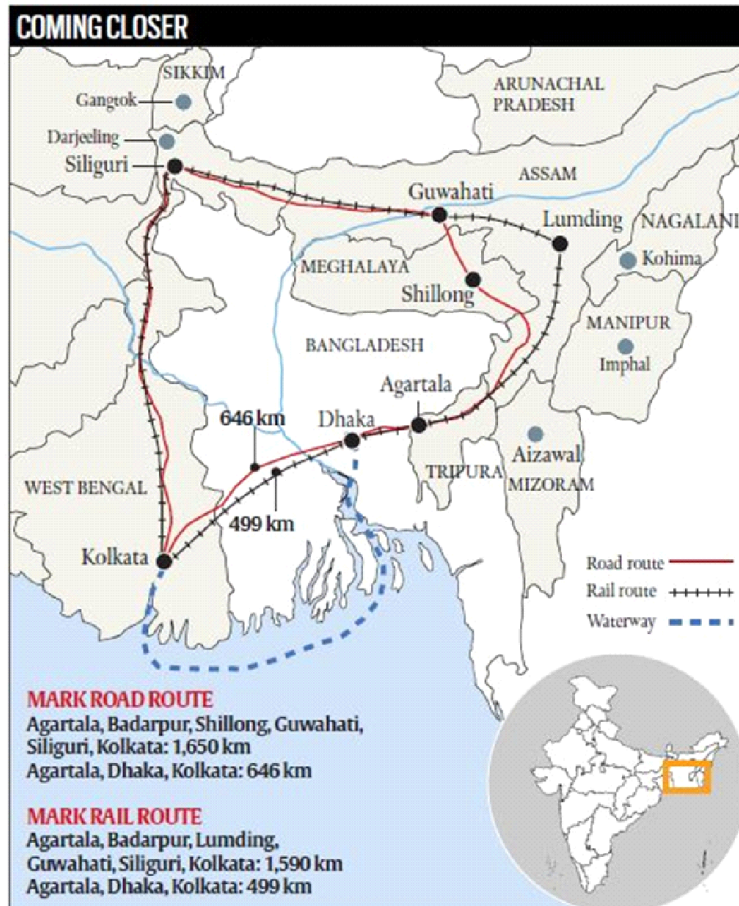 COMING CLOSER
SIKKIM
Gangtok
ARUNACHAL
PRADESH
Darjeeling
Siliguri
ASSAM
Guwahati
Lumding
NAGALAND
MEGHALAYA
Kohima
Shillong
MANIPUR
BANGLADESH
Imphal
Agartala
646 km
Dhaka
Aizawal
TRIPURA
MIZORAM
WEST BENGAL
499 km
Kolkata
Road route
Rail route
Waterway
MARK ROAD ROUTE
Agartala, Badarpur, Shillong, Guwahati,
Siliguri, Kolkata: 1,650 km
Agartala, Dhaka, Kolkata: 646 km
MARK RAIL ROUTE
Agartala, Badarpur, Lumding,
Guwahati, Siliguri, Kolkata: 1,590 km
Agartala, Dhaka, Kolkata: 499 km